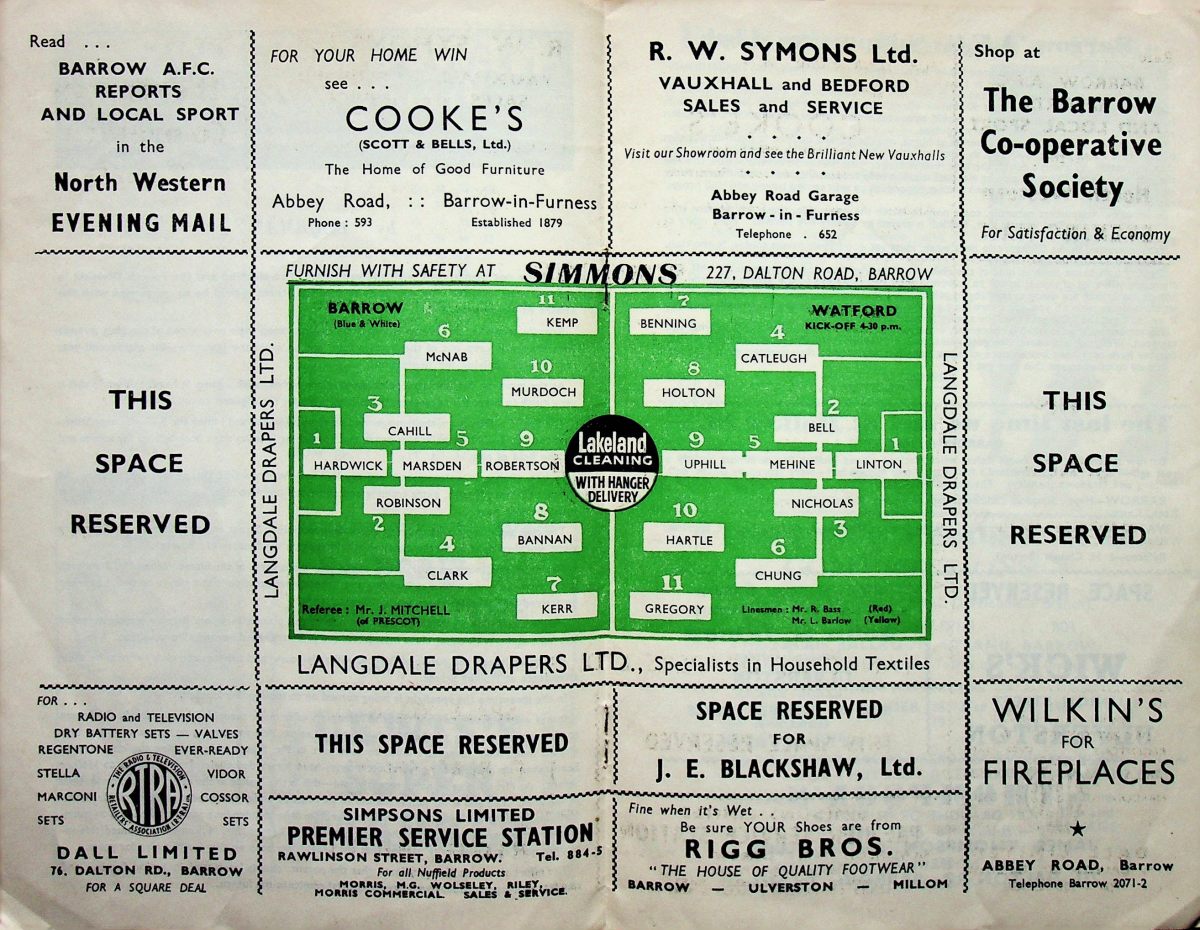 Read ...
BARROW A.F.C.
REPORTS
AND LOCAL SPORT
in the
North Western
EVENING MAIL
FOR YOUR HOME WIN
see ...
COOKE'S
(SCOTT & BELLS, Ltd.)
The Home of Good Furniture
Abbey Road, :: Barrow-in-Furness
Phone : 593 Established 1879
R. W. SYMONS Ltd.
VAUXHALL and BEDFORD
SALES and SERVICE
. . . .
Visit our Showroom and see the Brilliant New Vauxhalls
. . . .
Abbey Road Garage
Barrow - in - Furness
Telephone . 652
Shop at
The Barrow
Co-operative
Society
For Satisfaction & Economy
THIS
SPACE
RESERVED
FURNISH WITH SAFETY AT SIMMONS 227, DALTON ROAD, BARROW
LANGDALE DRAPERS LTD.
BARROW
(Blue & White)
11
KEMP
6
McNAB
10
MURDOCH
3
CAHILL
1
HARDWICK
5
MARSDEN
9
ROBERTSON
ROBINSON
2
8
BANNAN
4
CLARK
7
KERR
Referee : Mr. J. MITCHELL
(of PRESCOT)
Lakeland
CLEANING
WITH HANGER
DELIVERY
WATFORD
KICK-OFF 4-30 p.m.
7
BENNING
4
CATLEUGH
8
HOLTON
2
BELL
9
UPHILL
5
MEHINE
1
LINTON
NICHOLAS
3
10
HARTLE
6
CHUNG
11
GREGORY
Linesmen : Mr. R. Bass (Red)
Mr. L. Barlow (Yellow)
LANGDALE DRAPERS LTD.
LANGDALE DRAPERS LTD., Specialists in Household Textiles
THIS
SPACE
RESERVED
FOR ...
RADIO and TELEVISION
DRY BATTERY SETS — VALVES
REGENTONE EVER-READY
STELLA VIDOR
MARCONI COSSOR
SETS SETS
THE RADIO & TELEVISION
RTRA
RETAILERS' ASSOCIATION (R.T.R.A.) LTD.
DALL LIMITED
76. DALTON RD., BARROW
FOR A SQUARE DEAL
THIS SPACE RESERVED
SIMPSONS LIMITED
PREMIER SERVICE STATION
RAWLINSON STREET, BARROW. Tel. 884-5
For all Nuffield Products
MORRIS, M.G. WOLSELEY, RILEY,
MORRIS COMMERCIAL. SALES & SERVICE.
SPACE RESERVED
FOR
J. E. BLACKSHAW, Ltd.
Fine when it's Wet . .
Be sure YOUR Shoes are from
RIGG BROS.
"THE HOUSE OF QUALITY FOOTWEAR"
BARROW — ULVERSTON — MILLOM
WILKIN'S
FOR
FIREPLACES
ABBEY ROAD, Barrow
Telephone Barrow 2071-2